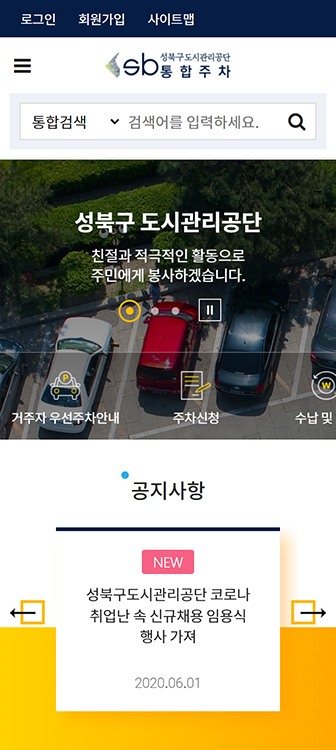 로그인 회원가입 사이트맵
sb 성북구도시관리공단
통합주차
통합검색 검색어를 입력하세요.
성북구 도시관리공단
친절과 적극적인 활동으로
주민에게 봉사하겠습니다.
P W
거주자 우선주차안내 주차신청 수납 및
공지사항
NEW
성북구도시관리공단 코로나
취업난 속 신규채용 임용식
행사 가져
2020.06.01